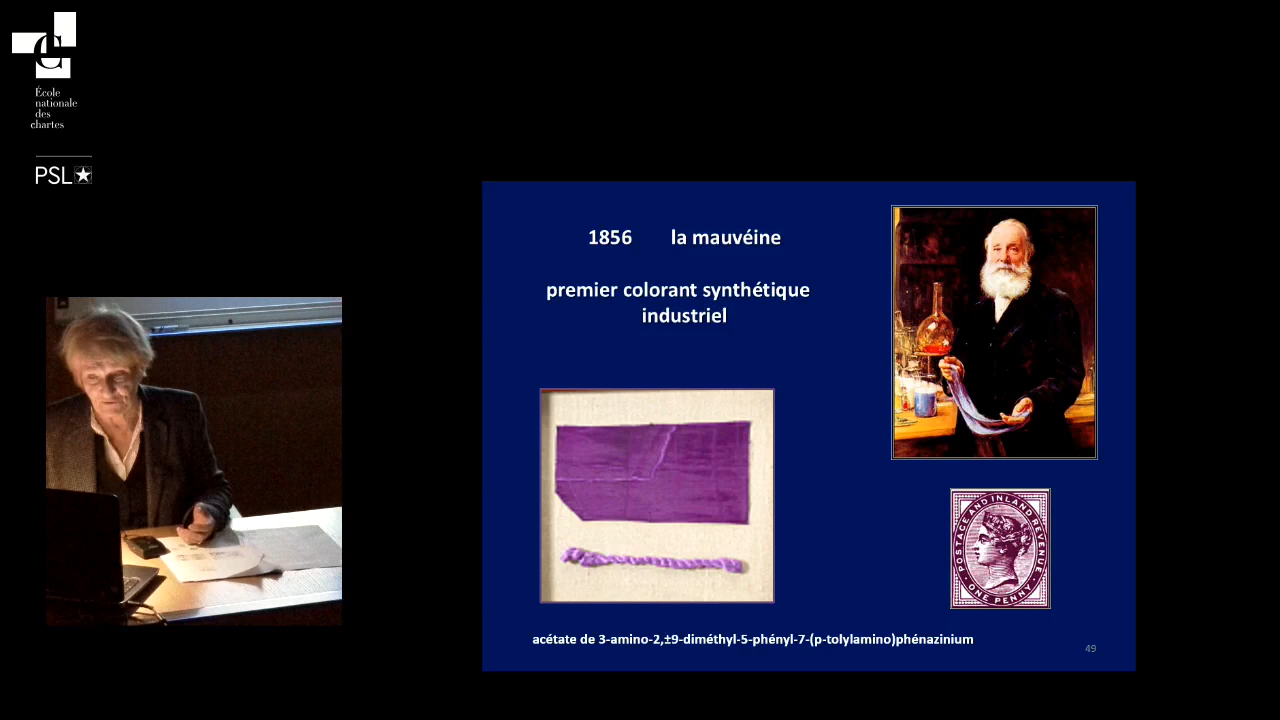 École
nationale
des
chartes
PSL
1856 la mauvéine
premier colorant synthétique
industriel
POSTAGE AND INLAND REVENUE
ONE PENNY
acétate de 3-amino-2,±9-diméthyl-5-phényl-7-(p-tolylamino)phénazinium
49